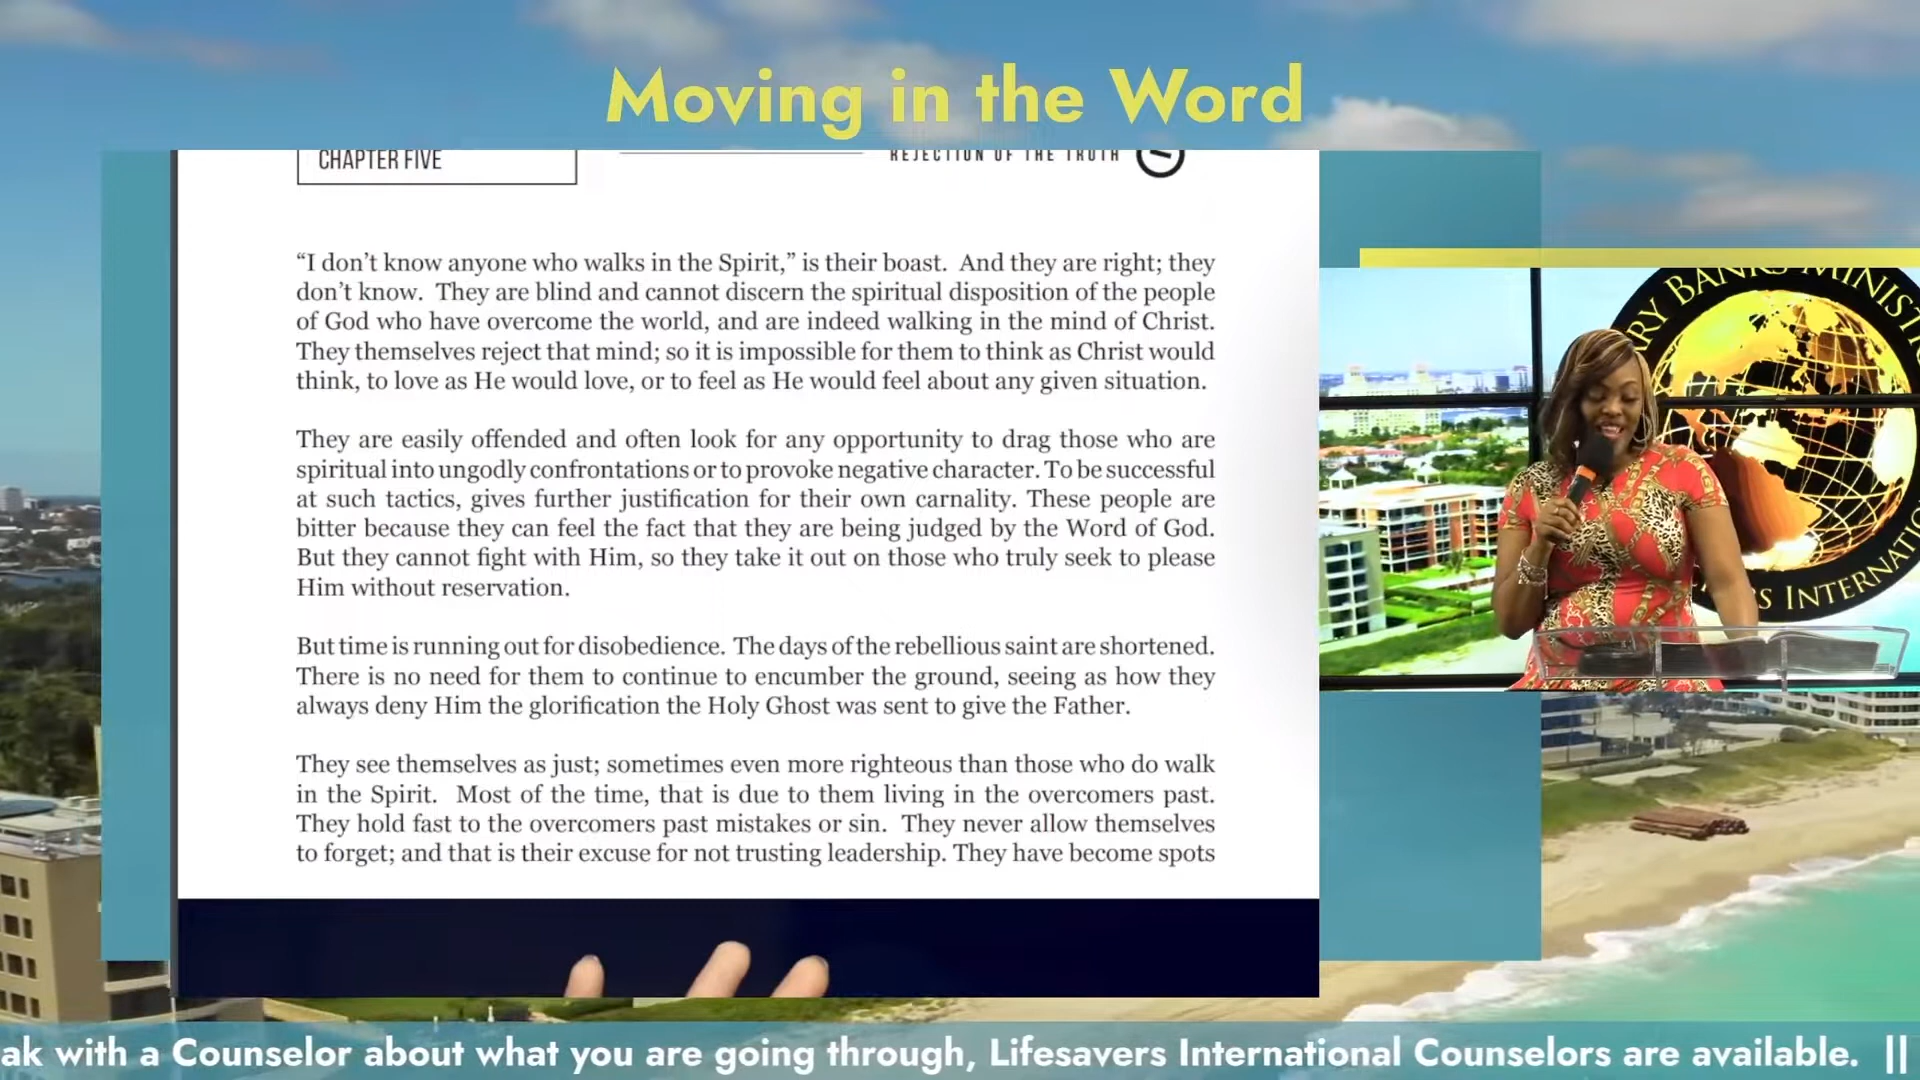 Moving in the Word
CHAPTER FIVE
REJECTION OF THE TRUTH
“I don’t know anyone who walks in the Spirit,” is their boast. And they are right; they
don’t know. They are blind and cannot discern the spiritual disposition of the people
of God who have overcome the world, and are indeed walking in the mind of Christ.
They themselves reject that mind; so it is impossible for them to think as Christ would
think, to love as He would love, or to feel as He would feel about any given situation.
They are easily offended and often look for any opportunity to drag those who are
spiritual into ungodly confrontations or to provoke negative character. To be successful
at such tactics, gives further justification for their own carnality. These people are
bitter because they can feel the fact that they are being judged by the Word of God.
But they cannot fight with Him, so they take it out on those who truly seek to please
Him without reservation.
But time is running out for disobedience. The days of the rebellious saint are shortened.
There is no need for them to continue to encumber the ground, seeing as how they
always deny Him the glorification the Holy Ghost was sent to give the Father.
They see themselves as just; sometimes even more righteous than those who do walk
in the Spirit. Most of the time, that is due to them living in the overcomers past.
They hold fast to the overcomers past mistakes or sin. They never allow themselves
to forget; and that is their excuse for not trusting leadership. They have become spots
ARY BANKS MINIST
RS INTERNATIO
ak with a Counselor about what you are going through, Lifesavers International Counselors are available. ||